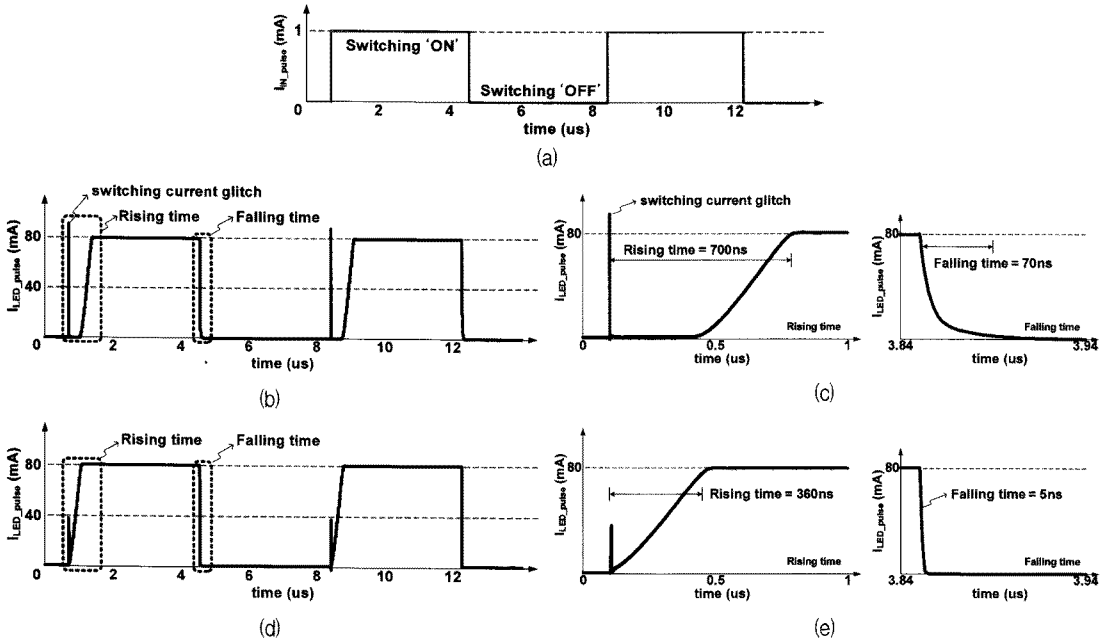 I_IN_pulse (mA)
1
Switching 'ON'
Switching 'OFF'
0
2
4
6
8
10
12
time (us)
(a)
switching current glitch
Rising time
Falling time
I_LED_pulse (mA)
80
40
0
2
4
6
8
10
12
time (us)
(b)
switching current glitch
I_LED_pulse (mA)
80
Rising time = 700ns
Rising time
0
0.5
1
time (us)
I_LED_pulse (mA)
80
Falling time = 70ns
Falling time
3.84
3.94
time (us)
(c)
Rising time
Falling time
I_LED_pulse (mA)
80
40
0
2
4
6
8
10
12
time (us)
(d)
I_LED_pulse (mA)
80
Rising time = 360ns
Rising time
0
0.5
1
time (us)
I_LED_pulse (mA)
80
Falling time = 5ns
Falling time
3.84
3.94
time (us)
(e)